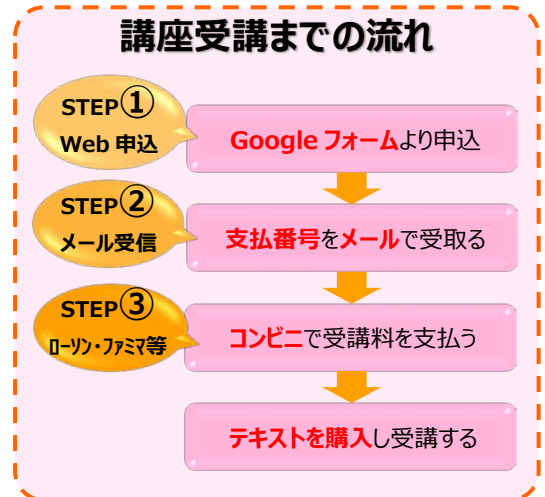 講座受講までの流れ
STEP①
Web 申込
Google フォームより申込
STEP②
メール受信
支払番号をメールで受取る
STEP③
ﾛｰｿﾝ・ﾌｧﾐﾏ等
コンビニで受講料を支払う
テキストを購入し受講する